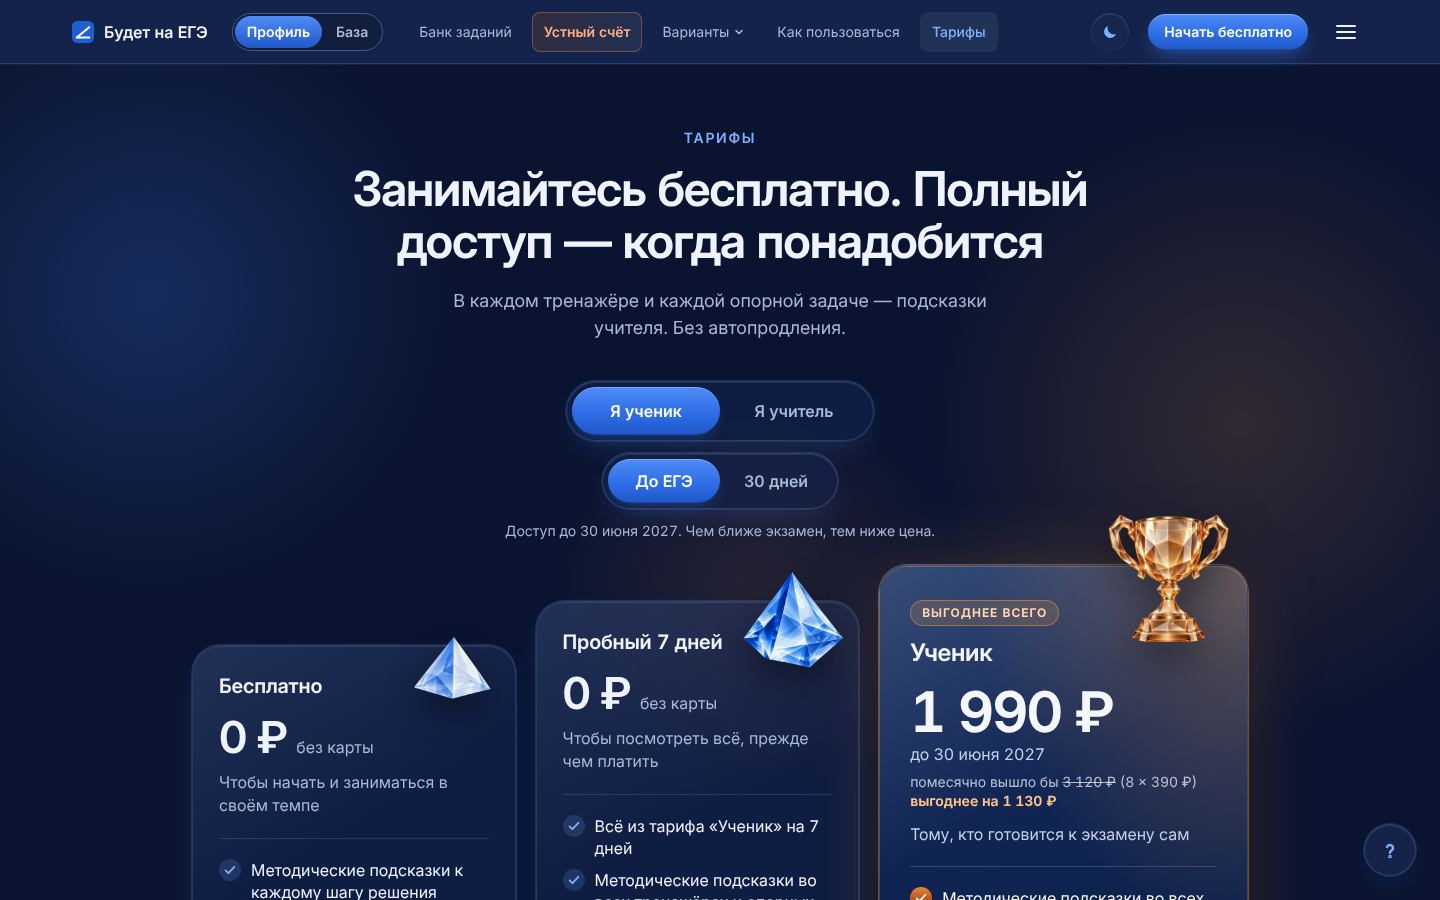 Будет на ЕГЭ
Профиль
База
Банк заданий
Устный счёт
Варианты
Как пользоваться
Тарифы
Начать бесплатно
ТАРИФЫ
Занимайтесь бесплатно. Полный
доступ — когда понадобится
В каждом тренажёре и каждой опорной задаче — подсказки
учителя. Без автопродления.
Я ученик
Я учитель
До ЕГЭ
30 дней
Доступ до 30 июня 2027. Чем ближе экзамен, тем ниже цена.
Бесплатно
0 ₽ без карты
Чтобы начать и заниматься в
своём темпе
Методические подсказки к
каждому шагу решения
Пробный 7 дней
0 ₽ без карты
Чтобы посмотреть всё, прежде
чем платить
Всё из тарифа «Ученик» на 7
дней
Методические подсказки во
ВЫГОДНЕЕ ВСЕГО
Ученик
1 990 ₽
до 30 июня 2027
помесячно вышло бы 3 120 ₽ (8 × 390 ₽)
выгоднее на 1 130 ₽
Тому, кто готовится к экзамену сам
Методические подсказки во всех
?